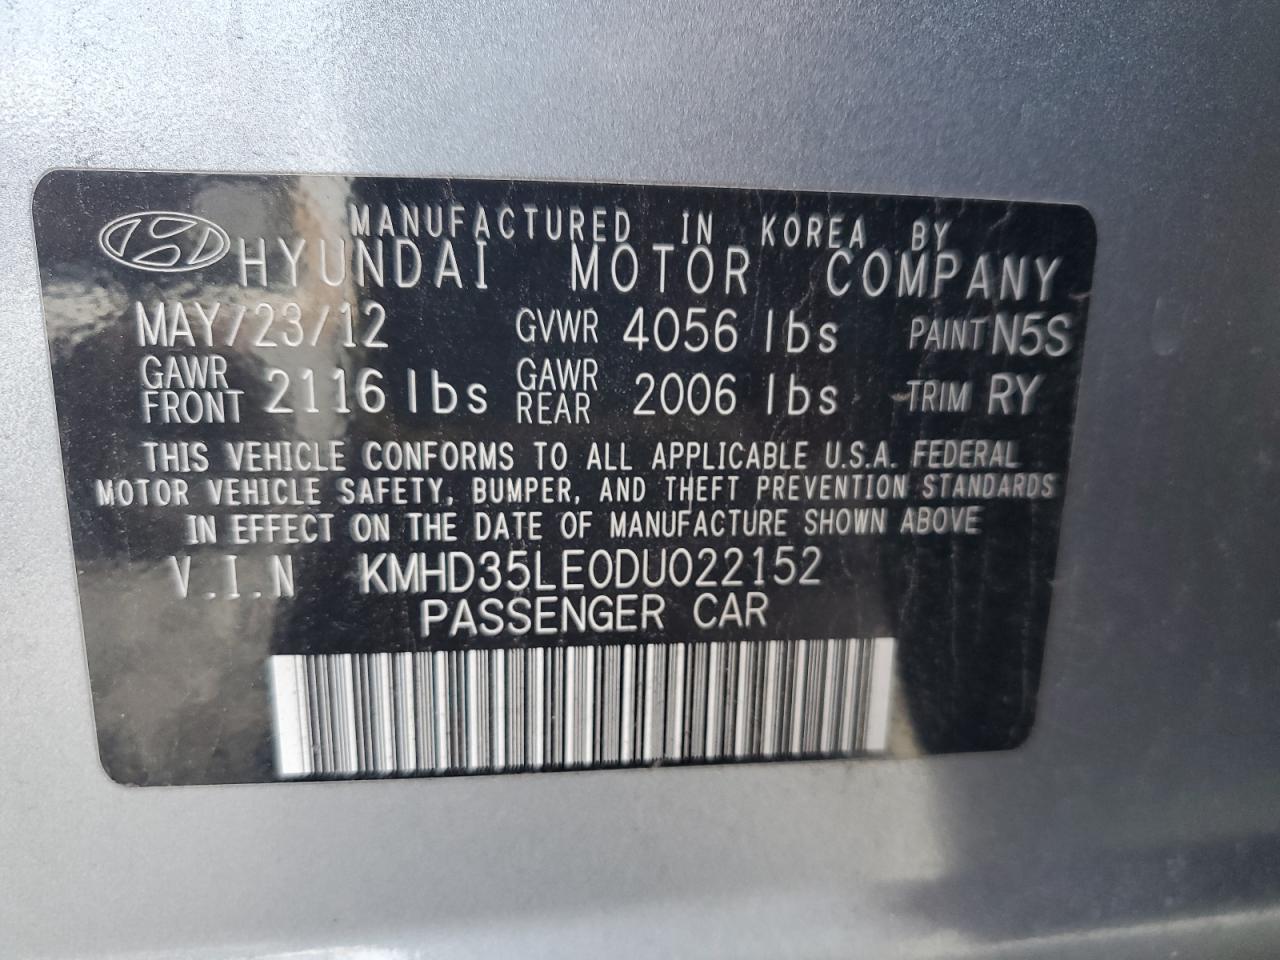 MANUFACTURED IN KOREA BY
HYUNDAI MOTOR COMPANY
MAY/23/12 GVWR 4056 lbs PAINT N5S
GAWR FRONT 2116 lbs GAWR REAR 2006 lbs TRIM RY
THIS VEHICLE CONFORMS TO ALL APPLICABLE U.S.A. FEDERAL
MOTOR VEHICLE SAFETY, BUMPER, AND THEFT PREVENTION STANDARDS
IN EFFECT ON THE DATE OF MANUFACTURE SHOWN ABOVE
V.I.N KMHD35LE0DU022152
PASSENGER CAR